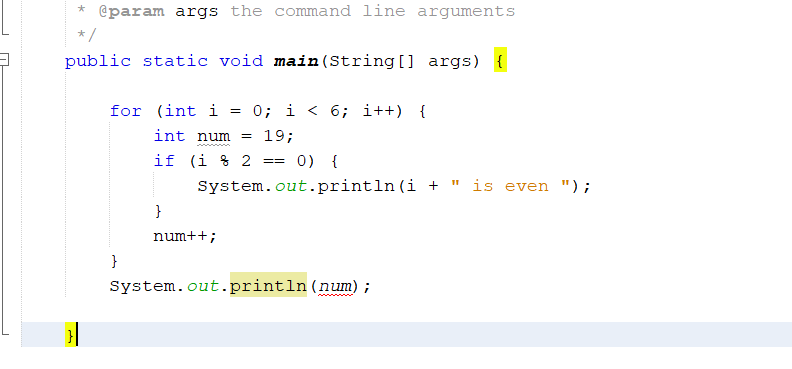 * @param args the command line arguments
*/
public static void main(String[] args) {
for (int i = 0; i < 6; i++) {
int num = 19;
if (i % 2 == 0) {
System.out.println(i + " is even ");
}
num++;
}
System.out.println(num);
}